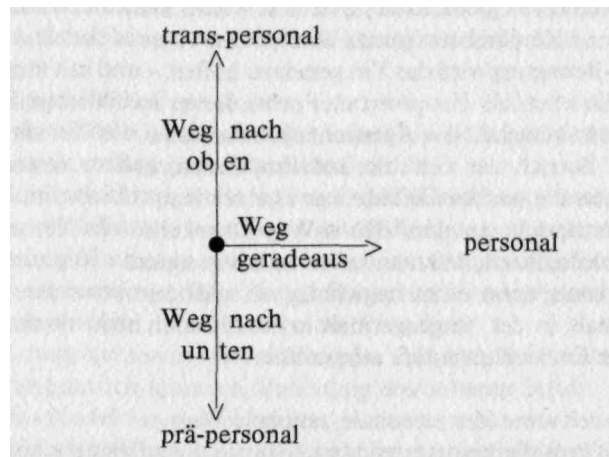 trans-personal
Weg nach
oben
Weg
geradeaus
personal
Weg nach
unten
prä-personal